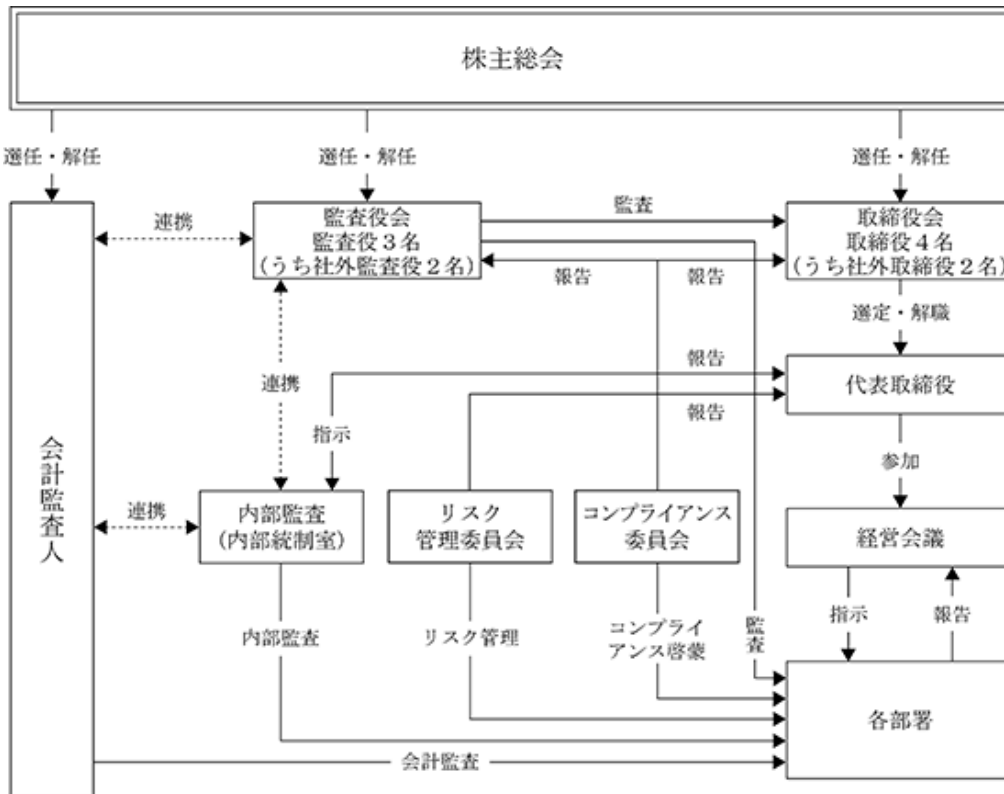 株主総会
選任・解任
選任・解任
選任・解任
連携
監査役会
監査役３名
(うち社外監査役２名)
監査
取締役会
取締役４名
(うち社外取締役２名)
報告
報告
選定・解職
連携
報告
代表取締役
報告
指示
参加
会計監査人
連携
内部監査
(内部統制室)
リスク
管理委員会
コンプライアンス
委員会
経営会議
指示
報告
内部監査
リスク管理
コンプライ
アンス啓蒙
監査
各部署
会計監査